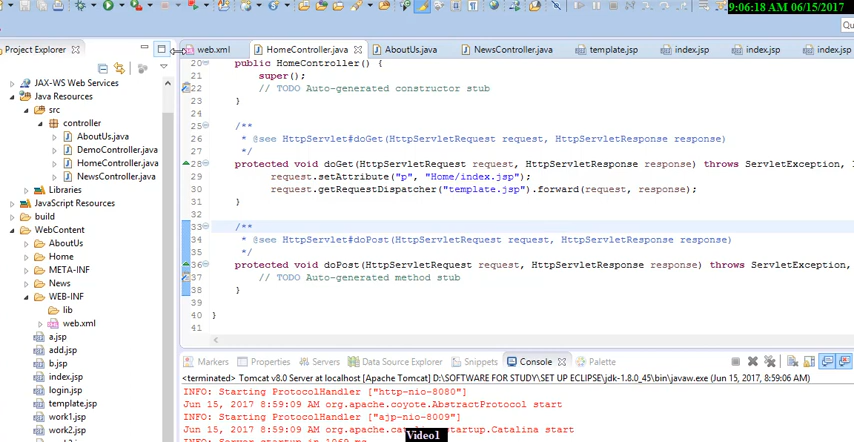 9:06:18 AM 06/15/2017
Project Explorer
web.xml
HomeController.java
AboutUs.java
NewsController.java
template.jsp
index.jsp
index.jsp
index.jsp
JAX-WS Web Services
Java Resources
src
controller
AboutUs.java
DemoController.java
HomeController.java
NewsController.java
Libraries
JavaScript Resources
build
WebContent
AboutUs
Home
META-INF
News
WEB-INF
lib
web.xml
a.jsp
add.jsp
b.jsp
index.jsp
login.jsp
template.jsp
work1.jsp
work2.jsp
20 public HomeController() {
21 super();
22 // TODO Auto-generated constructor stub
23 }
24
25 /**
26 * @see HttpServlet#doGet(HttpServletRequest request, HttpServletResponse response)
27 */
28 protected void doGet(HttpServletRequest request, HttpServletResponse response) throws ServletException,
29 request.setAttribute("p", "Home/index.jsp");
30 request.getRequestDispatcher("template.jsp").forward(request, response);
31 }
32
33 /**
34 * @see HttpServlet#doPost(HttpServletRequest request, HttpServletResponse response)
35 */
36 protected void doPost(HttpServletRequest request, HttpServletResponse response) throws ServletException,
37 // TODO Auto-generated method stub
38 }
39
40 }
41
Markers
Properties
Servers
Data Source Explorer
Snippets
Console
Palette
<terminated> Tomcat v8.0 Server at localhost [Apache Tomcat] D:\SOFTWARE FOR STUDY\SET UP ECLIPSE\jdk-1.8.0_45\bin\javaw.exe (Jun 15, 2017, 8:59:06 AM)
INFO: Starting ProtocolHandler ["http-nio-8080"]
Jun 15, 2017 8:59:09 AM org.apache.coyote.AbstractProtocol start
INFO: Starting ProtocolHandler ["ajp-nio-8009"]
Jun 15, 2017 8:59:09 AM org.apache.ca startup.Catalina start
INFO: Server startup in 1069 ms
Video1